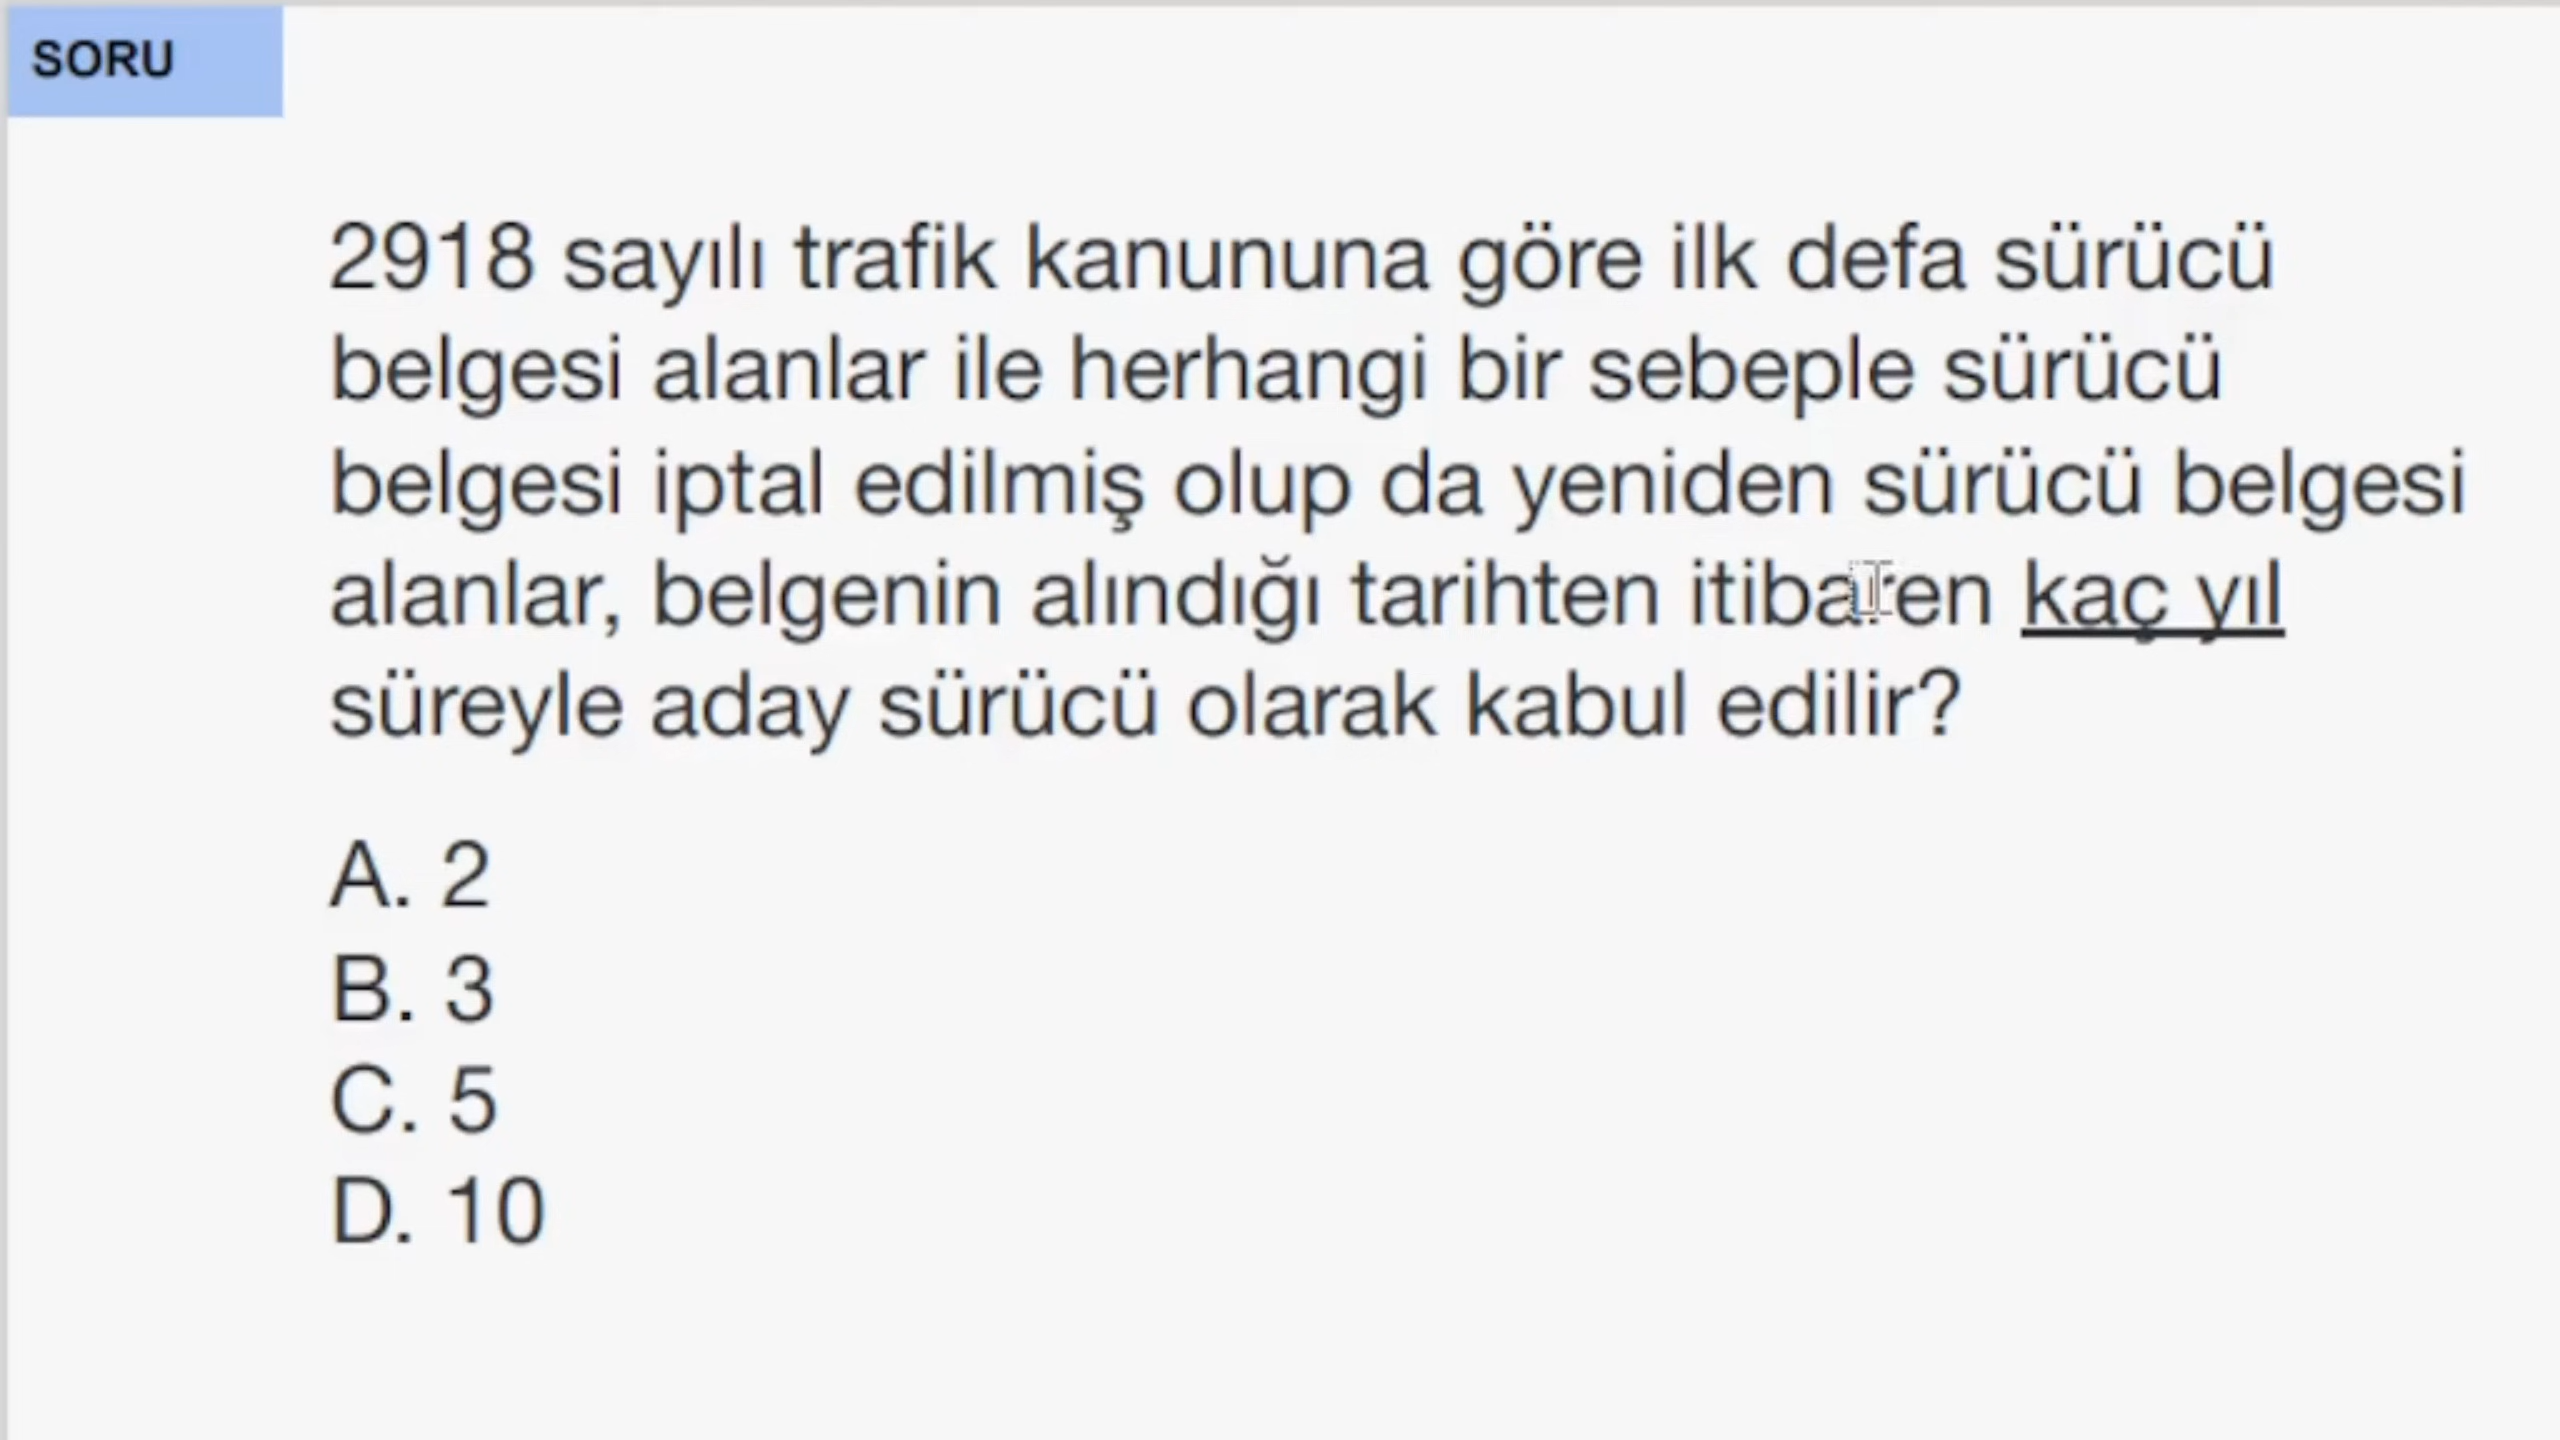 SORU
2918 sayılı trafik kanununa göre ilk defa sürücü
belgesi alanlar ile herhangi bir sebeple sürücü
belgesi iptal edilmiş olup da yeniden sürücü belgesi
alanlar, belgenin alındığı tarihten itibaren kaç yıl
süreyle aday sürücü olarak kabul edilir?
A. 2
B. 3
C. 5
D. 10